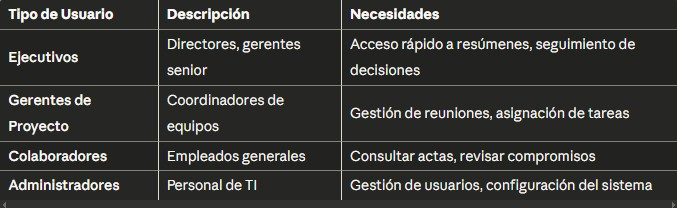 Tipo de Usuario Descripción Necesidades
Ejecutivos Directores, gerentes senior Acceso rápido a resúmenes, seguimiento de decisiones
Gerentes de Proyecto Coordinadores de equipos Gestión de reuniones, asignación de tareas
Colaboradores Empleados generales Consultar actas, revisar compromisos
Administradores Personal de TI Gestión de usuarios, configuración del sistema